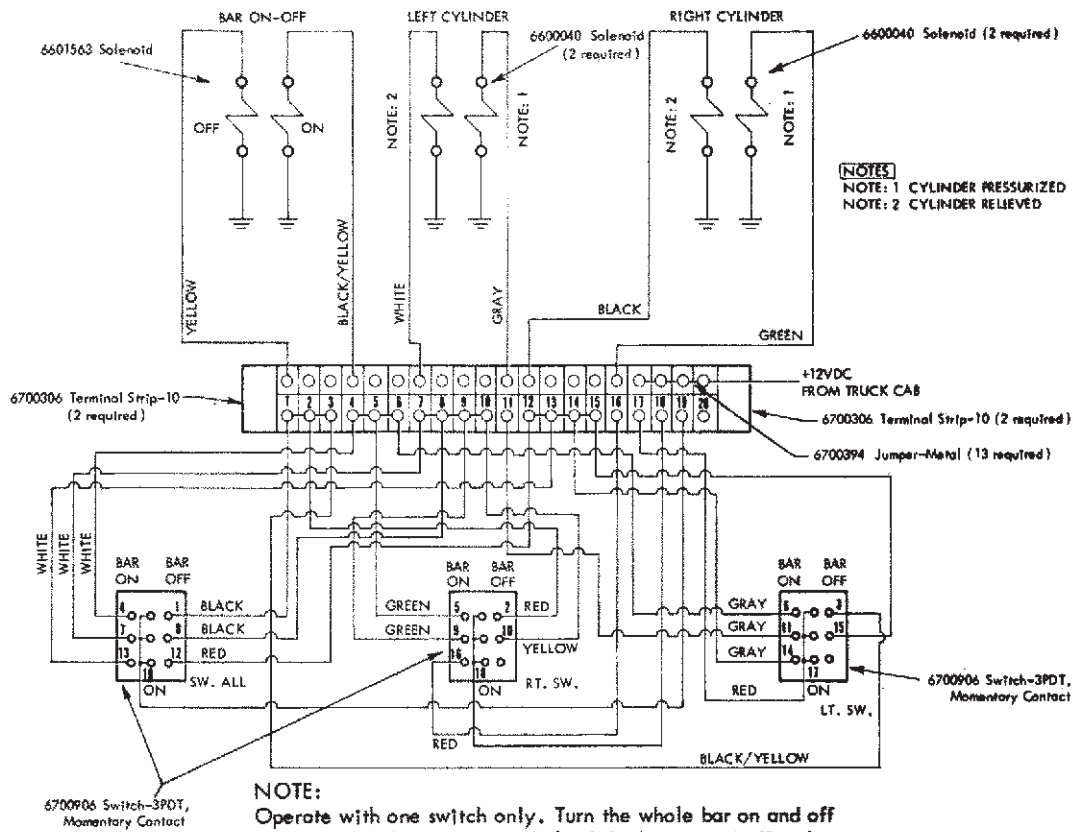 BAR ON-OFF
LEFT CYLINDER
RIGHT CYLINDER
6601563 Solenoid
6600040 Solenoid
(2 required)
6600040 Solenoid (2 required)
NOTE: 2
NOTE: 1
NOTE: 2
NOTE: 1
OFF
ON
NOTES
NOTE: 1 CYLINDER PRESSURIZED
NOTE: 2 CYLINDER RELIEVED
YELLOW
BLACK/YELLOW
WHITE
GRAY
BLACK
GREEN
+12VDC
FROM TRUCK CAB
6700306 Terminal Strip-10
(2 required)
1 2 3 4 5 6 7 8 9 10 11 12 13 14 15 16 17 18 19 20
6700306 Terminal Strip-10 (2 required)
6700394 Jumper-Metal (13 required)
WHITE
WHITE
WHITE
BAR ON
BAR OFF
BAR ON
BAR OFF
BAR ON
BAR OFF
4 1 BLACK
7 8 BLACK
13 12 RED
ON
SW. ALL
GREEN 5 2 RED
GREEN 9 10 YELLOW
16
18
ON
RT. SW.
GRAY 6 3
GRAY 11 15
GRAY 14
RED
17
ON
LT. SW.
6700906 Switch-3PDT,
Momentary Contact
RED
BLACK/YELLOW
6700906 Switch-3PDT,
Momentary Contact
NOTE:
Operate with one switch only. Turn the whole bar on and off